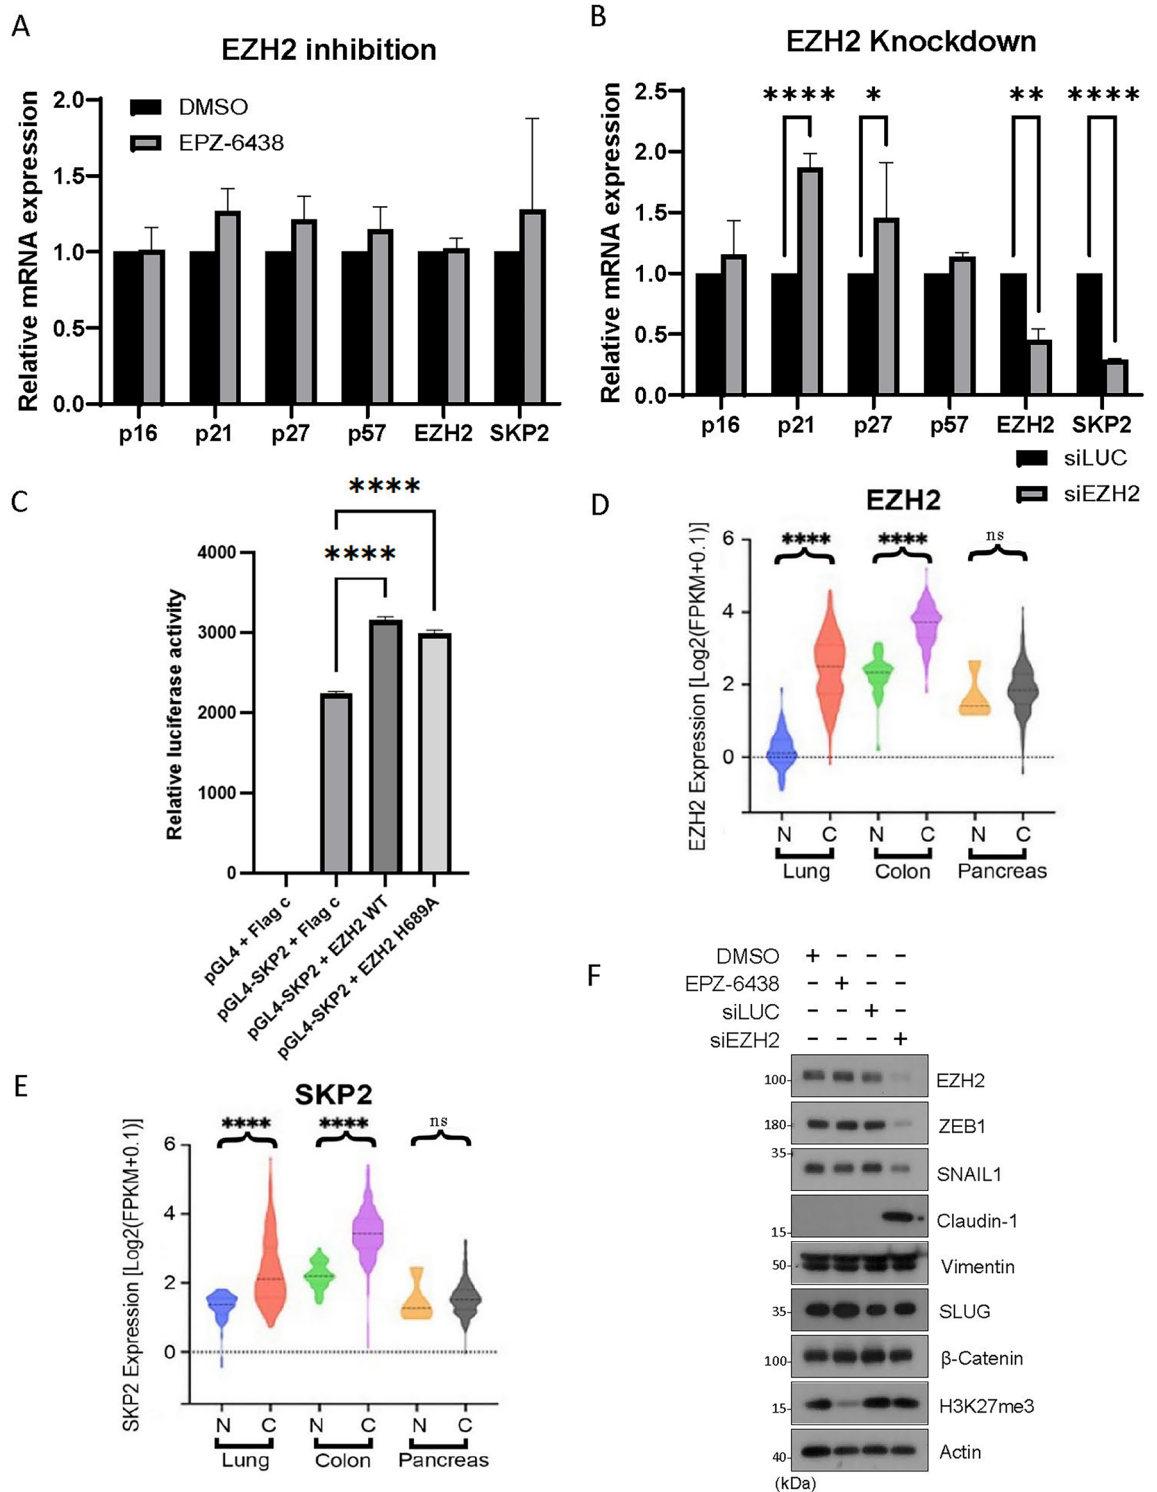 A
EZH2 inhibition
Relative mRNA expression
2.0
1.5
1.0
0.5
0.0
DMSO
EPZ-6438
p16 p21 p27 p57 EZH2 SKP2
B
EZH2 Knockdown
Relative mRNA expression
2.5
2.0
1.5
1.0
0.5
0.0
**** * ** ****
p16 p21 p27 p57 EZH2 SKP2
siLUC
siEZH2
C
****
****
Relative luciferase activity
4000
3000
2000
1000
0
pGL4 + Flag c
pGL4-SKP2 + Flag c
pGL4-SKP2 + EZH2 WT
pGL4-SKP2 + EZH2 H689A
D
EZH2
EZH2 Expression [Log2(FPKM+0.1)]
6
4
2
0
**** **** ns
N C N C N C
Lung Colon Pancreas
E
SKP2
SKP2 Expression [Log2(FPKM+0.1)]
6
4
2
0
**** **** ns
N C N C N C
Lung Colon Pancreas
F
DMSO + - - -
EPZ-6438 - + - -
siLUC - - + -
siEZH2 - - - +
100- EZH2
180- ZEB1
35- SNAIL1
15- Claudin-1
50- Vimentin
35- SLUG
100- β-Catenin
15- H3K27me3
40- Actin
(kDa)